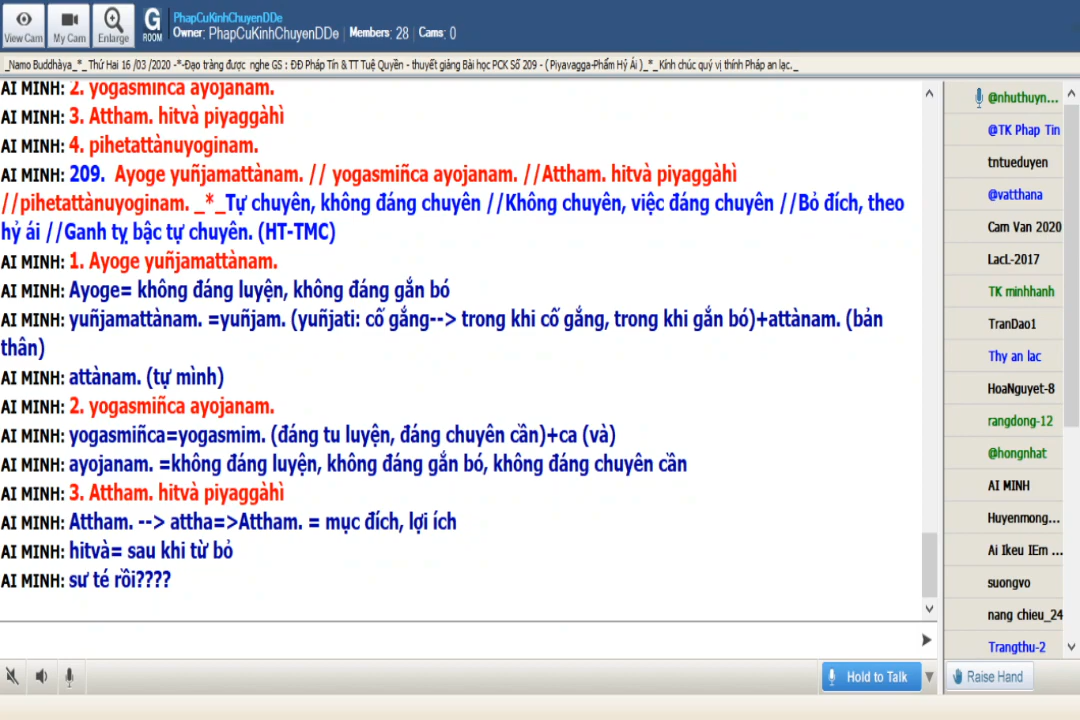 PhapCuKinhChuyenDDe
Owner: PhapCuKinhChuyenDDe | Members: 28 | Cams: 0
View Cam My Cam Enlarge G ROOM
_Namo Buddhàya_*_ Thứ Hai 16 /03 /2020 -*-Đạo tràng được nghe GS : ĐĐ Pháp Tín & TT Tuệ Quyền - thuyết giảng Bài học PCK Số 209 - ( Piyavagga-Phẩm Hỷ Ái )_*_ Kính chúc quý vị thính Pháp an lạc._
AI MINH: 2. yogasmiñca ayojanam.
AI MINH: 3. Attham. hitvà piyaggàhì
AI MINH: 4. pihetattànuyoginam.
AI MINH: 209. Ayoge yuñjamattànam. // yogasmiñca ayojanam. //Attham. hitvà piyaggàhì
//pihetattànuyoginam. _*_Tự chuyên, không đáng chuyên //Không chuyên, việc đáng chuyên //Bỏ đích, theo
hỷ ái //Ganh tỵ bậc tự chuyên. (HT-TMC)
AI MINH: 1. Ayoge yuñjamattànam.
AI MINH: Ayoge= không đáng luyện, không đáng gắn bó
AI MINH: yuñjamattànam. =yuñjam. (yuñjati: cố gắng--> trong khi cố gắng, trong khi gắn bó)+attànam. (bản
thân)
AI MINH: attànam. (tự mình)
AI MINH: 2. yogasmiñca ayojanam.
AI MINH: yogasmiñca=yogasmim. (đáng tu luyện, đáng chuyên cần)+ca (và)
AI MINH: ayojanam. =không đáng luyện, không đáng gắn bó, không đáng chuyên cần
AI MINH: 3. Attham. hitvà piyaggàhì
AI MINH: Attham. --> attha=>Attham. = mục đích, lợi ích
AI MINH: hitvà= sau khi từ bỏ
AI MINH: sư té rồi????
@nhuthuyn...
@TK Phap Tin
tntueduyen
@vatthana
Cam Van 2020
LacL-2017
TK minhhanh
TranDao1
Thy an lac
HoaNguyet-8
rangdong-12
@hongnhat
AI MINH
Huyenmong...
Ai Ikeu IEm ...
suongvo
nang chieu_24
Trangthu-2
Hold to Talk
Raise Hand